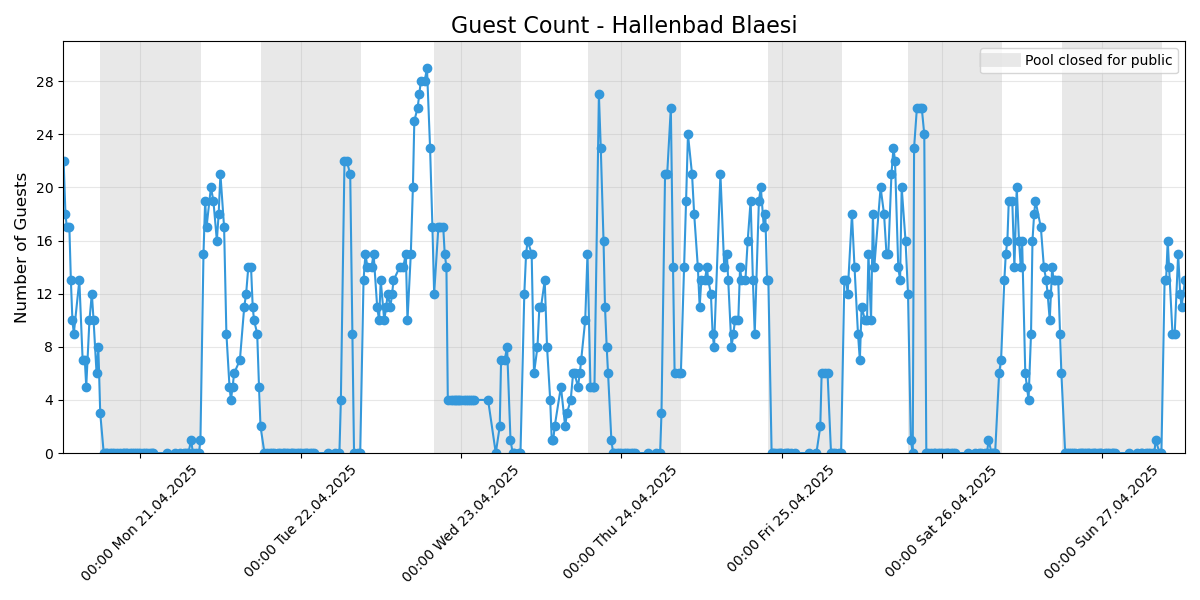 Guest Count - Hallenbad Blaesi
Pool closed for public
Number of Guests
28
24
20
16
12
8
4
0
00:00 Mon 21.04.2025
00:00 Tue 22.04.2025
00:00 Wed 23.04.2025
00:00 Thu 24.04.2025
00:00 Fri 25.04.2025
00:00 Sat 26.04.2025
00:00 Sun 27.04.2025